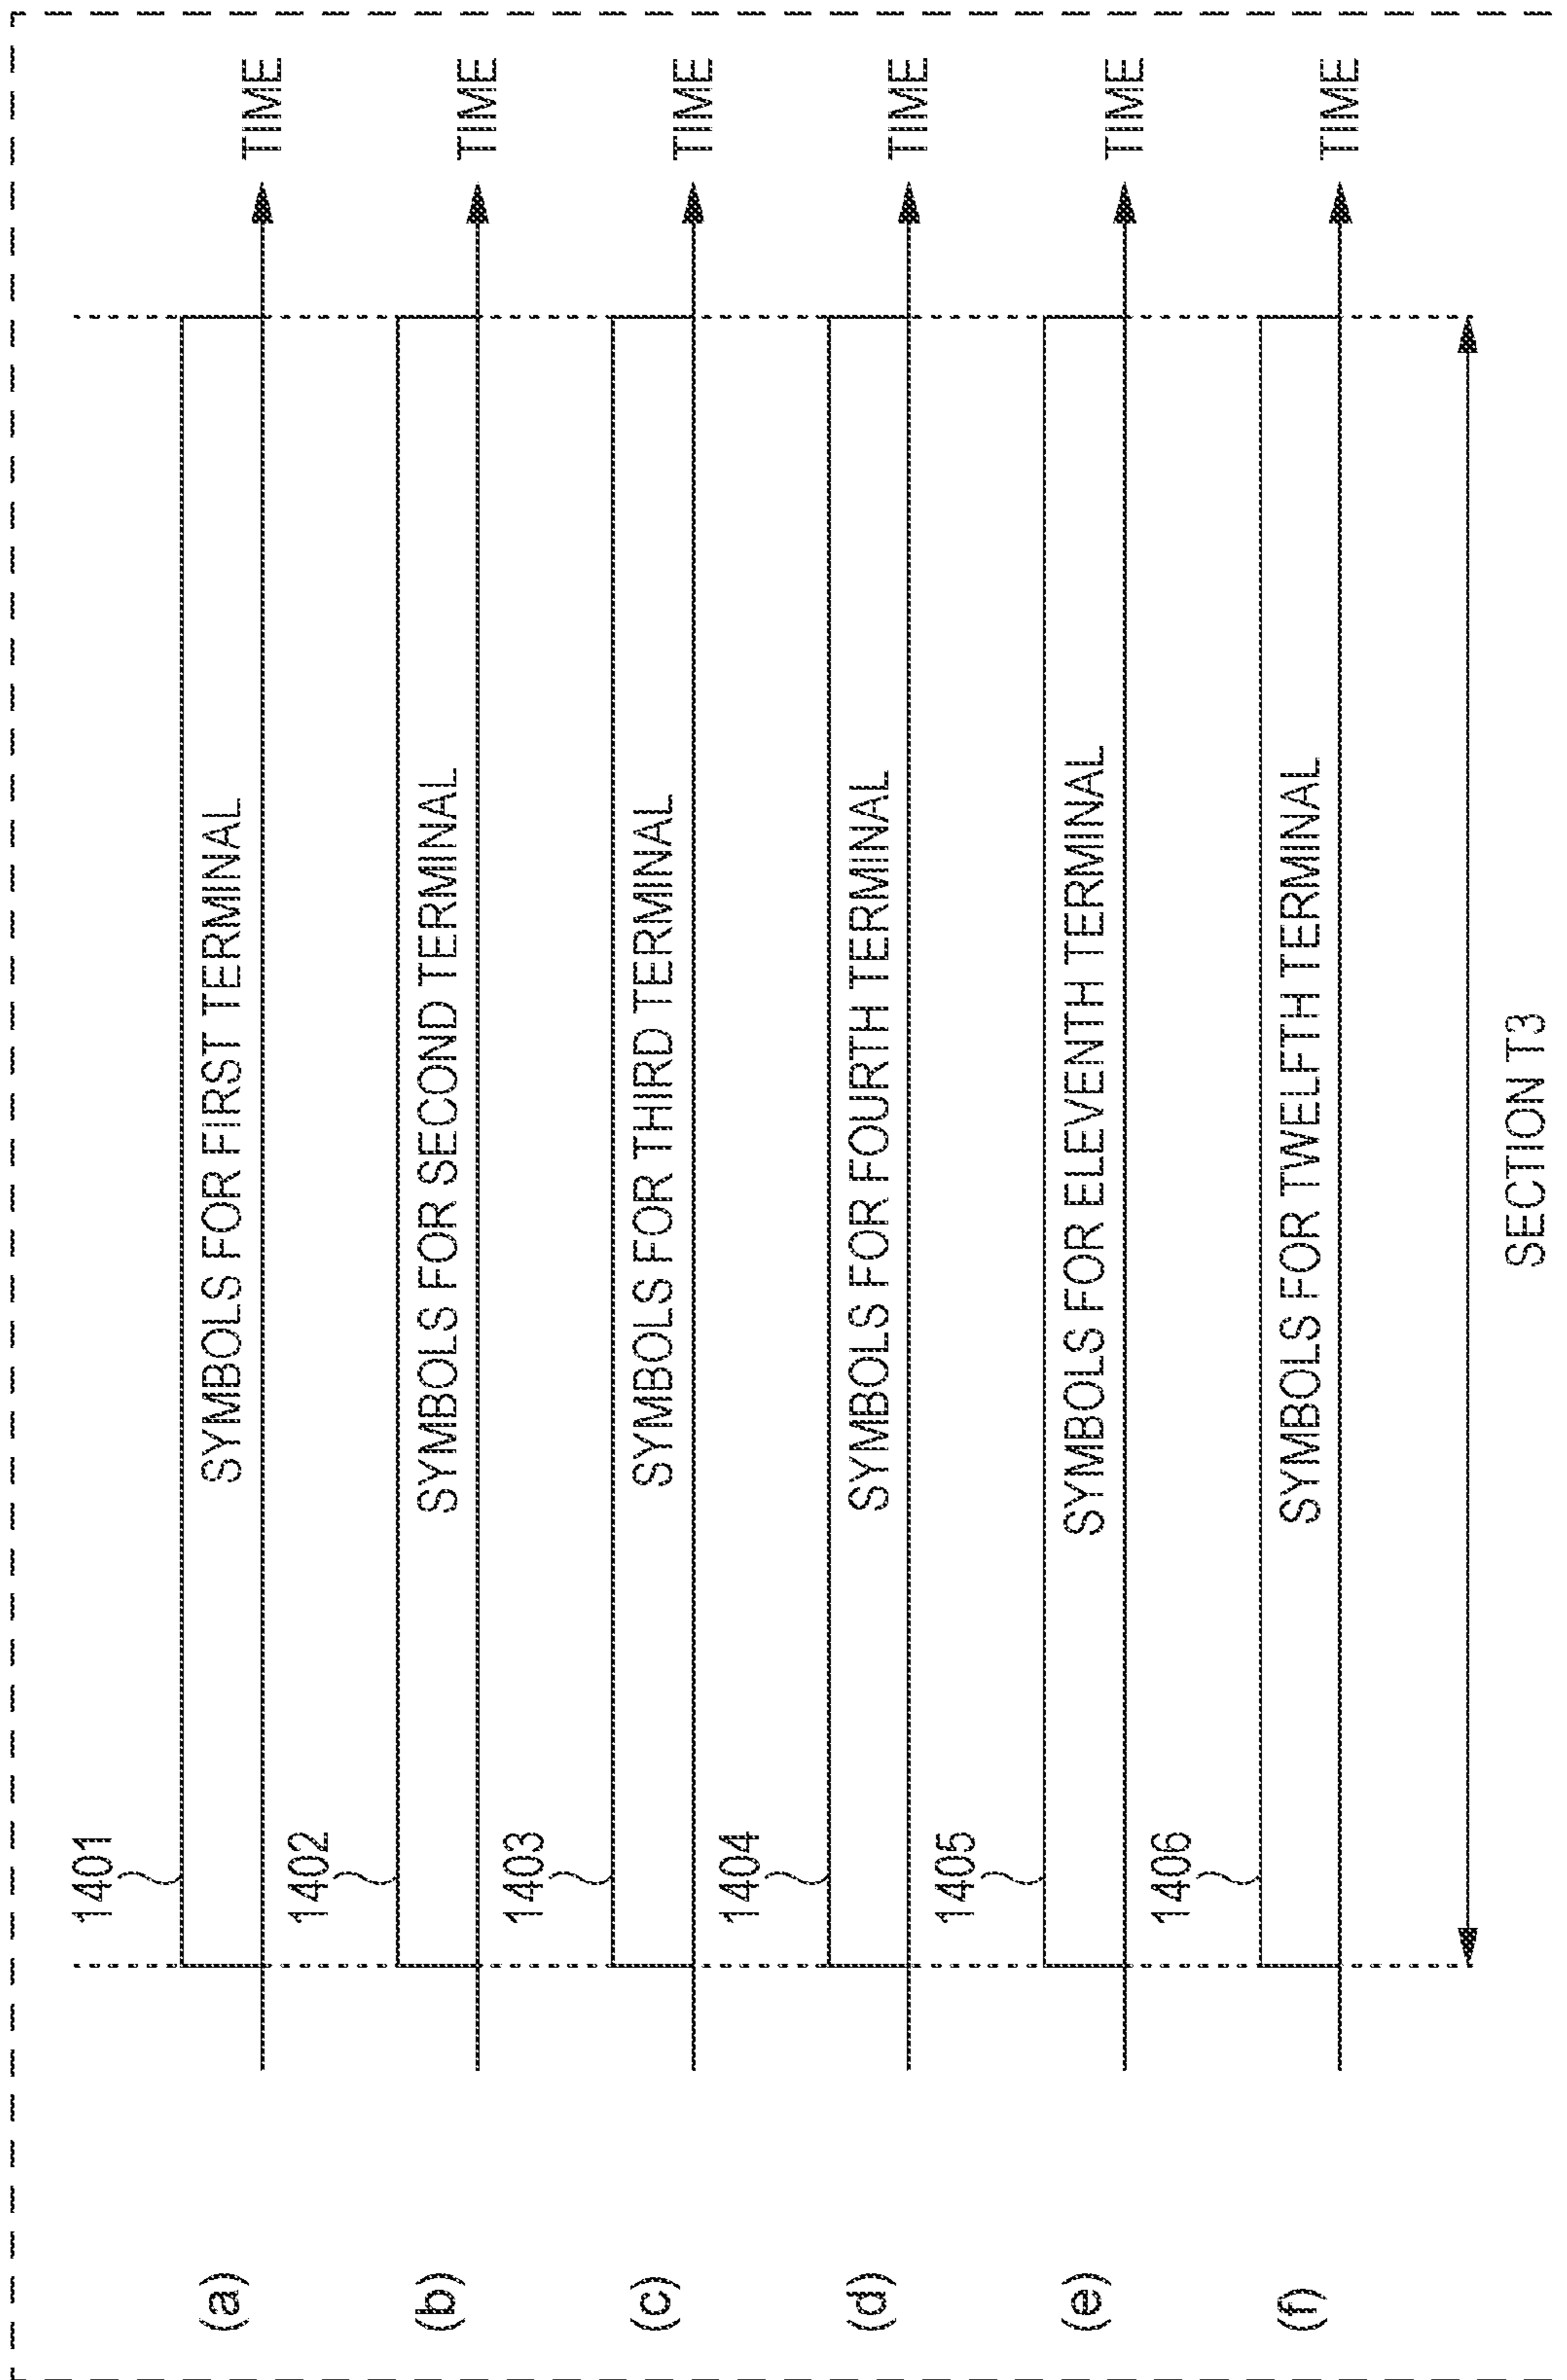 (a)
1401
SYMBOLS FOR FIRST TERMINAL
TIME
(b)
1402
SYMBOLS FOR SECOND TERMINAL
TIME
(c)
1403
SYMBOLS FOR THIRD TERMINAL
TIME
(d)
1404
SYMBOLS FOR FOURTH TERMINAL
TIME
(e)
1405
SYMBOLS FOR ELEVENTH TERMINAL
TIME
(f)
1406
SYMBOLS FOR TWELFTH TERMINAL
TIME
SECTION T3